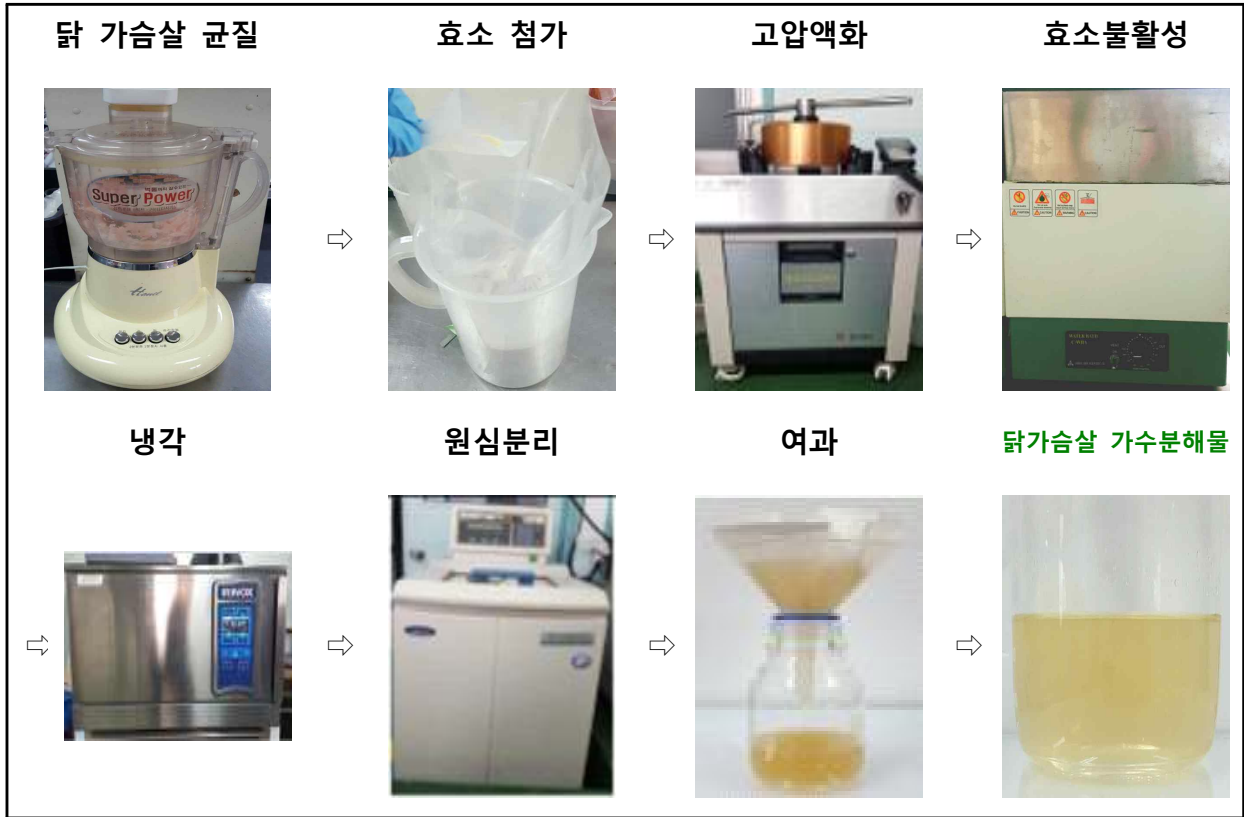 닭 가슴살 균질
효소 첨가
고압액화
효소불활성
Super Power
⇨
⇨
⇨
냉각
원심분리
여과
닭가슴살 가수분해물
IRINOX
⇨
⇨
⇨
⇨